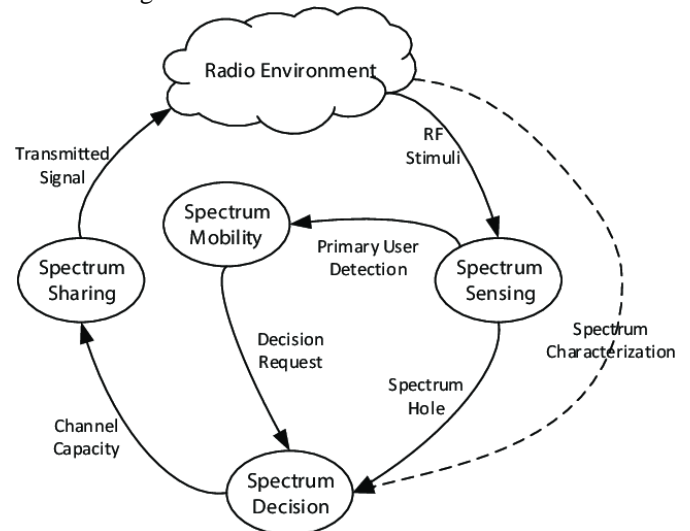 Radio Environment
RF
Stimuli
Transmitted
Signal
Spectrum
Mobility
Primary User
Detection
Spectrum
Sensing
Spectrum
Sharing
Spectrum
Characterization
Decision
Request
Spectrum
Hole
Channel
Capacity
Spectrum
Decision